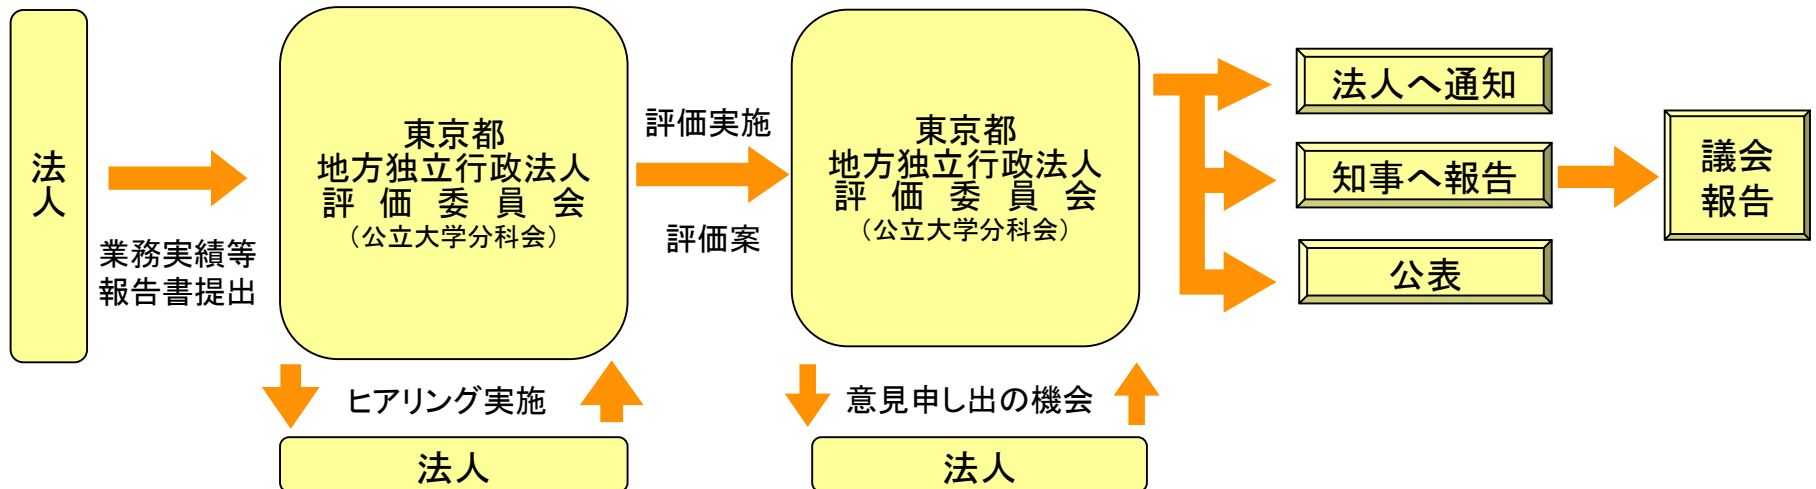 法人
業務実績等
報告書提出
東京都
地方独立行政法人
評価委員会
（公立大学分科会）
ヒアリング実施
法人
評価実施
評価案
東京都
地方独立行政法人
評価委員会
（公立大学分科会）
意見申し出の機会
法人
法人へ通知
知事へ報告
公表
議会
報告